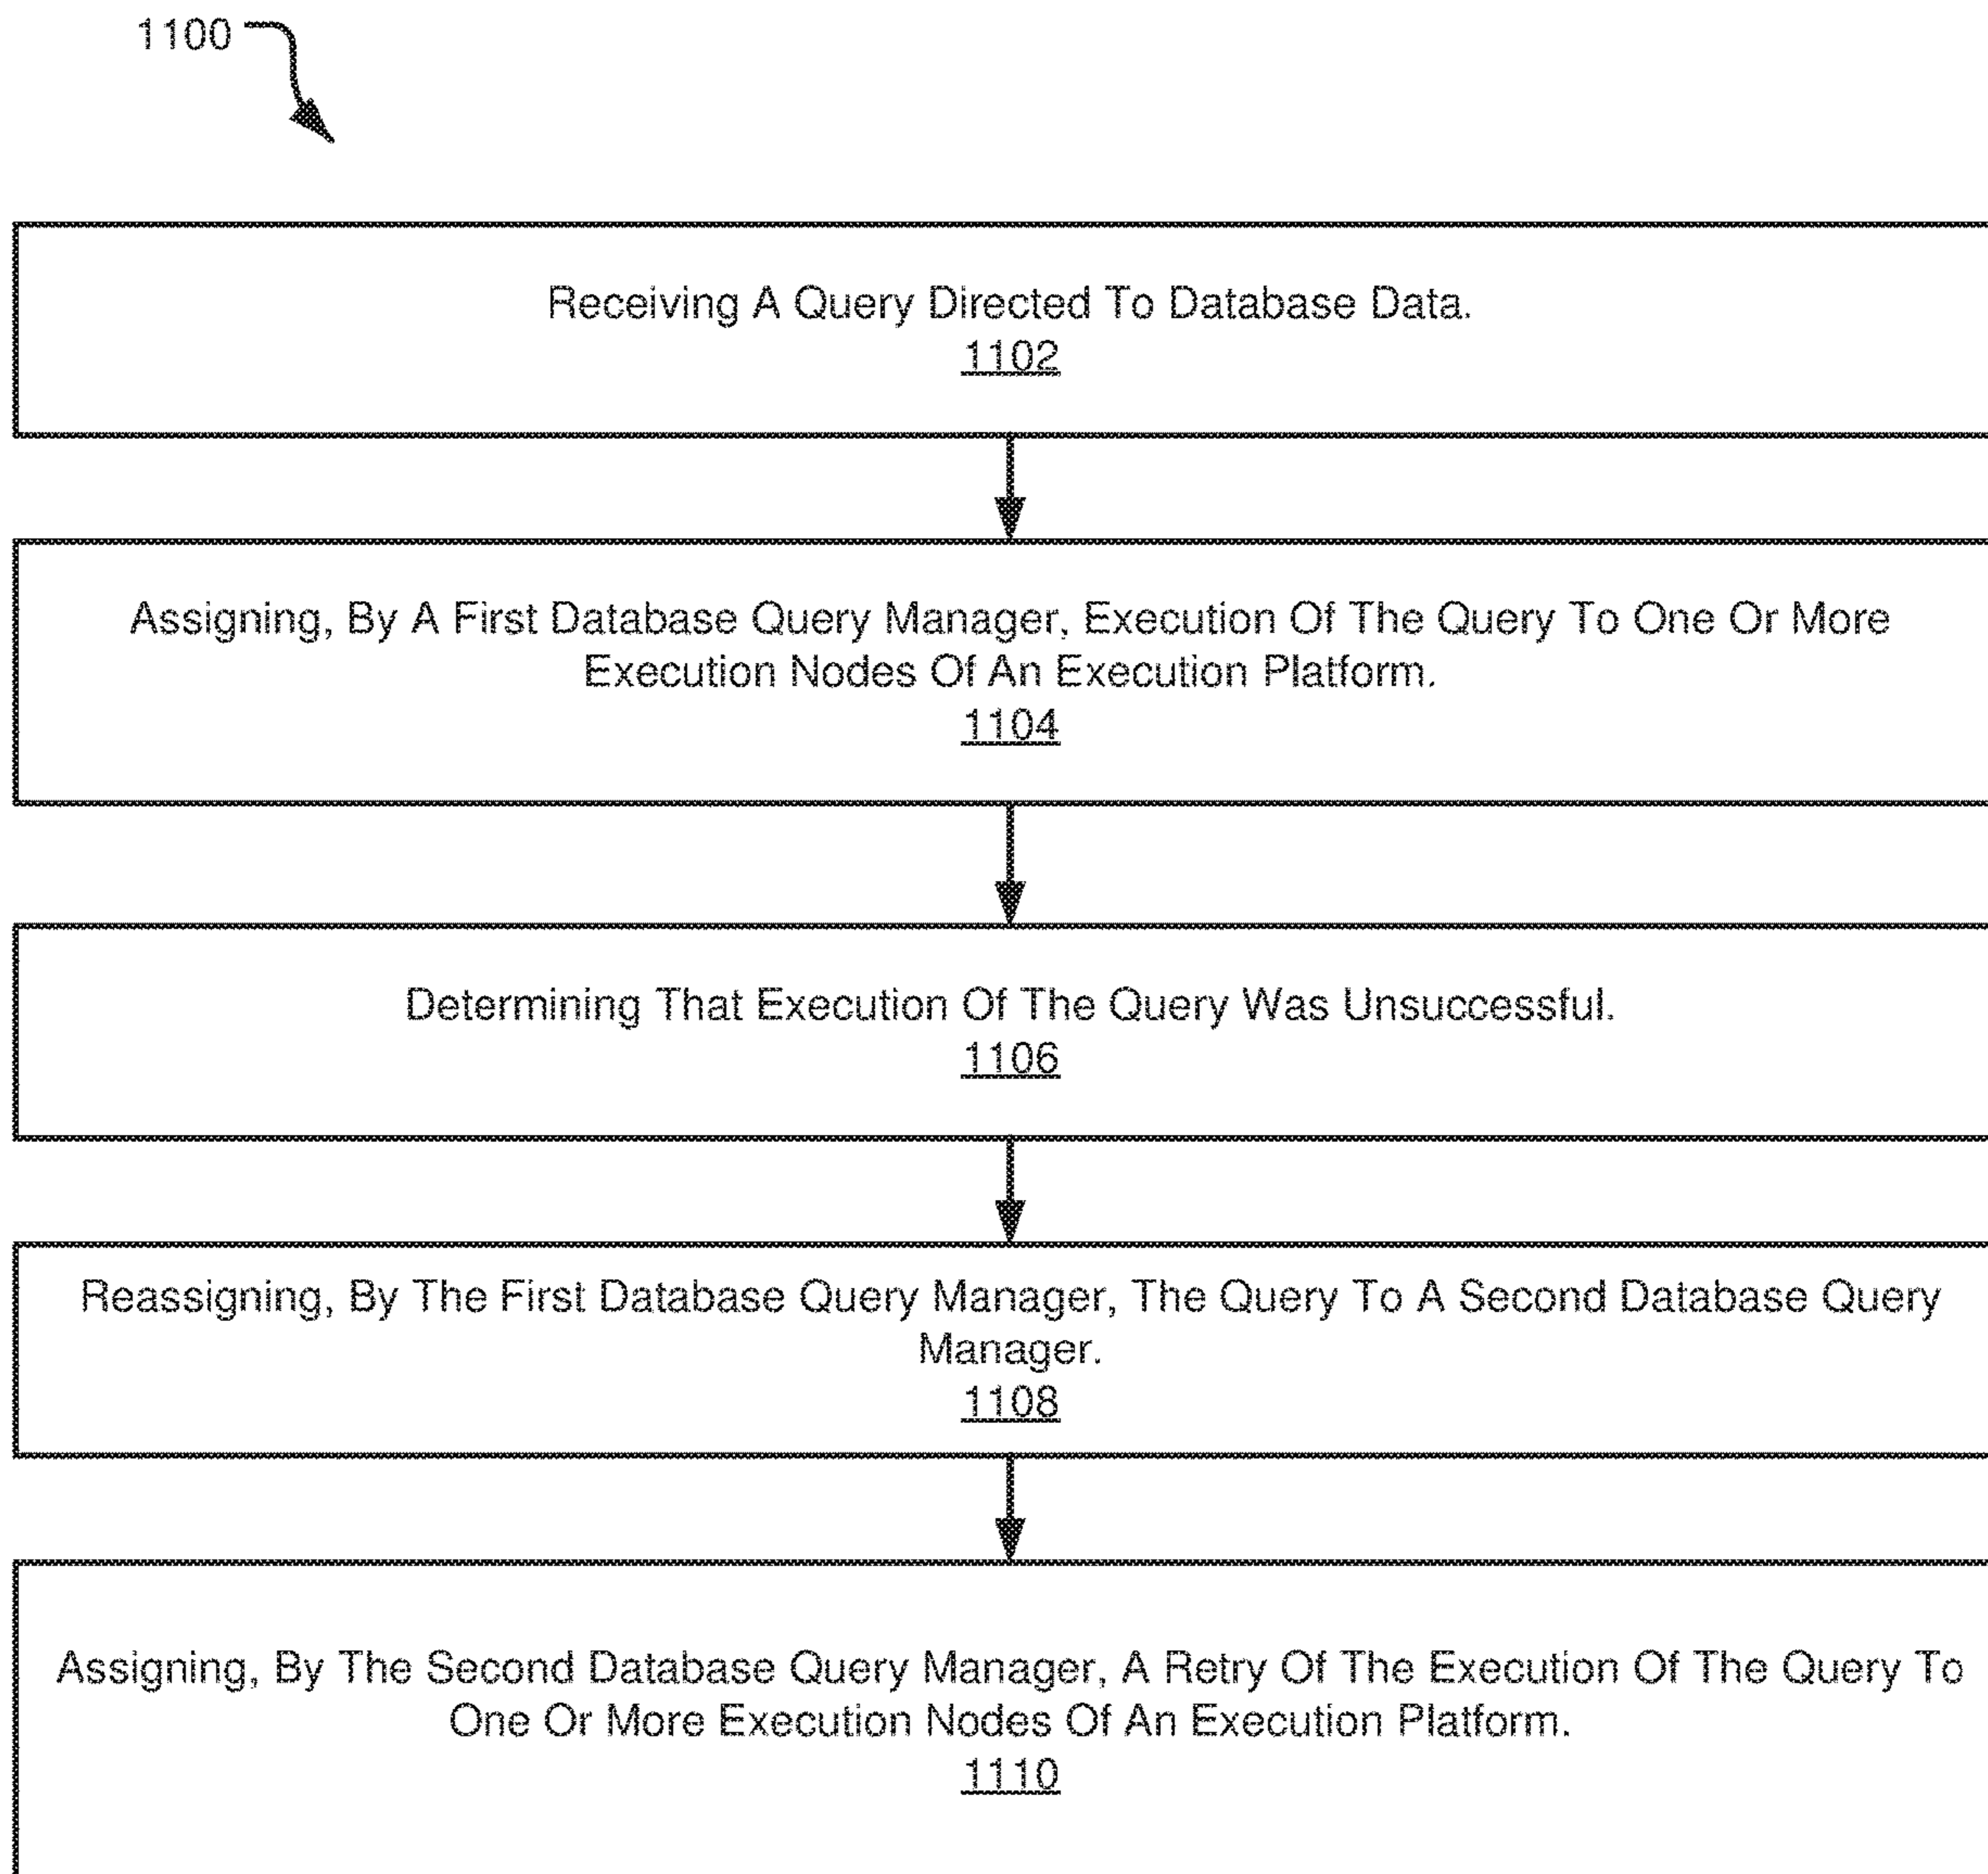 1100
Receiving A Query Directed To Database Data.
1102
Assigning, By A First Database Query Manager, Execution Of The Query To One Or More
Execution Nodes Of An Execution Platform.
1104
Determining That Execution Of The Query Was Unsuccessful.
1106
Reassigning, By The First Database Query Manager, The Query To A Second Database Query
Manager.
1108
Assigning, By The Second Database Query Manager, A Retry Of The Execution Of The Query To
One Or More Execution Nodes Of An Execution Platform.
1110